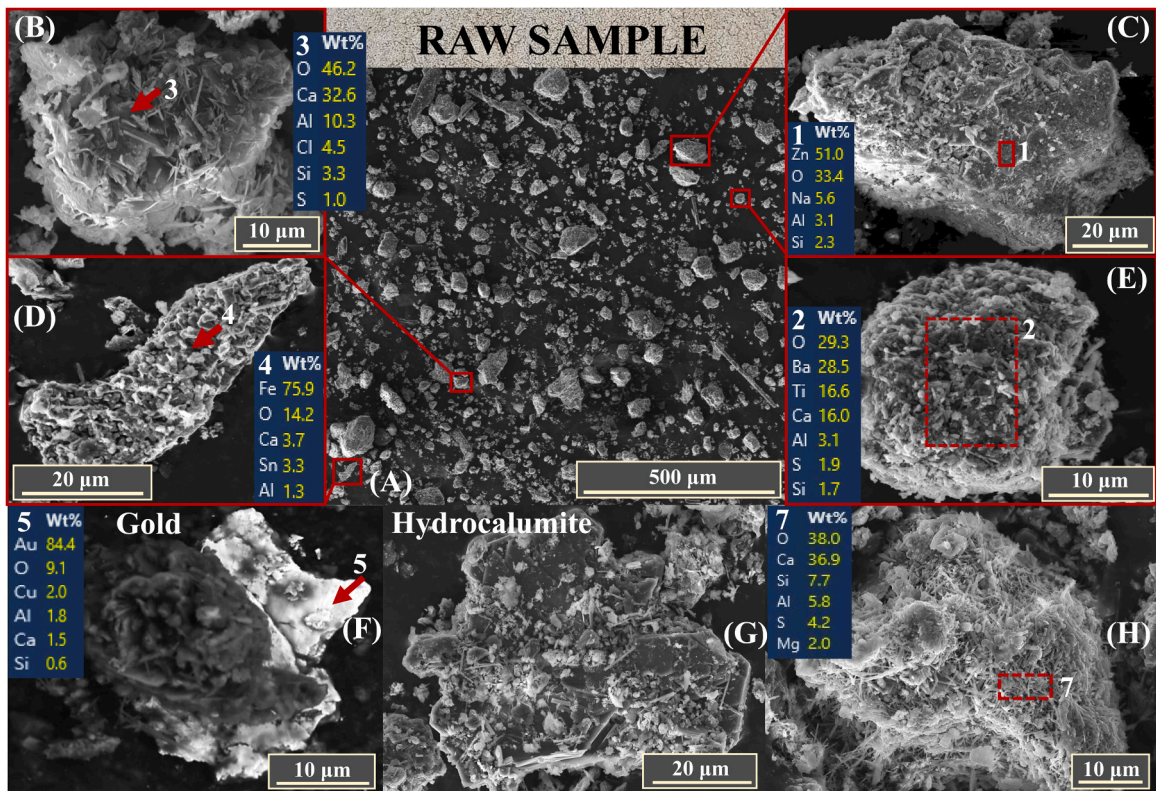 RAW SAMPLE
(B)
3
3 Wt%
O 46.2
Ca 32.6
Al 10.3
Cl 4.5
Si 3.3
S 1.0
10 µm
(C)
1 Wt%
Zn 51.0
O 33.4
Na 5.6
Al 3.1
Si 2.3
1
20 µm
(D)
4
4 Wt%
Fe 75.9
O 14.2
Ca 3.7
Sn 3.3
Al 1.3
20 µm
(A)
500 µm
(E)
2 Wt%
O 29.3
Ba 28.5
Ti 16.6
Ca 16.0
Al 3.1
S 1.9
Si 1.7
2
10 µm
5 Wt%
Au 84.4
O 9.1
Cu 2.0
Al 1.8
Ca 1.5
Si 0.6
Gold
5
(F)
10 µm
Hydrocalumite
(G)
20 µm
7 Wt%
O 38.0
Ca 36.9
Si 7.7
Al 5.8
S 4.2
Mg 2.0
(H)
7
10 µm